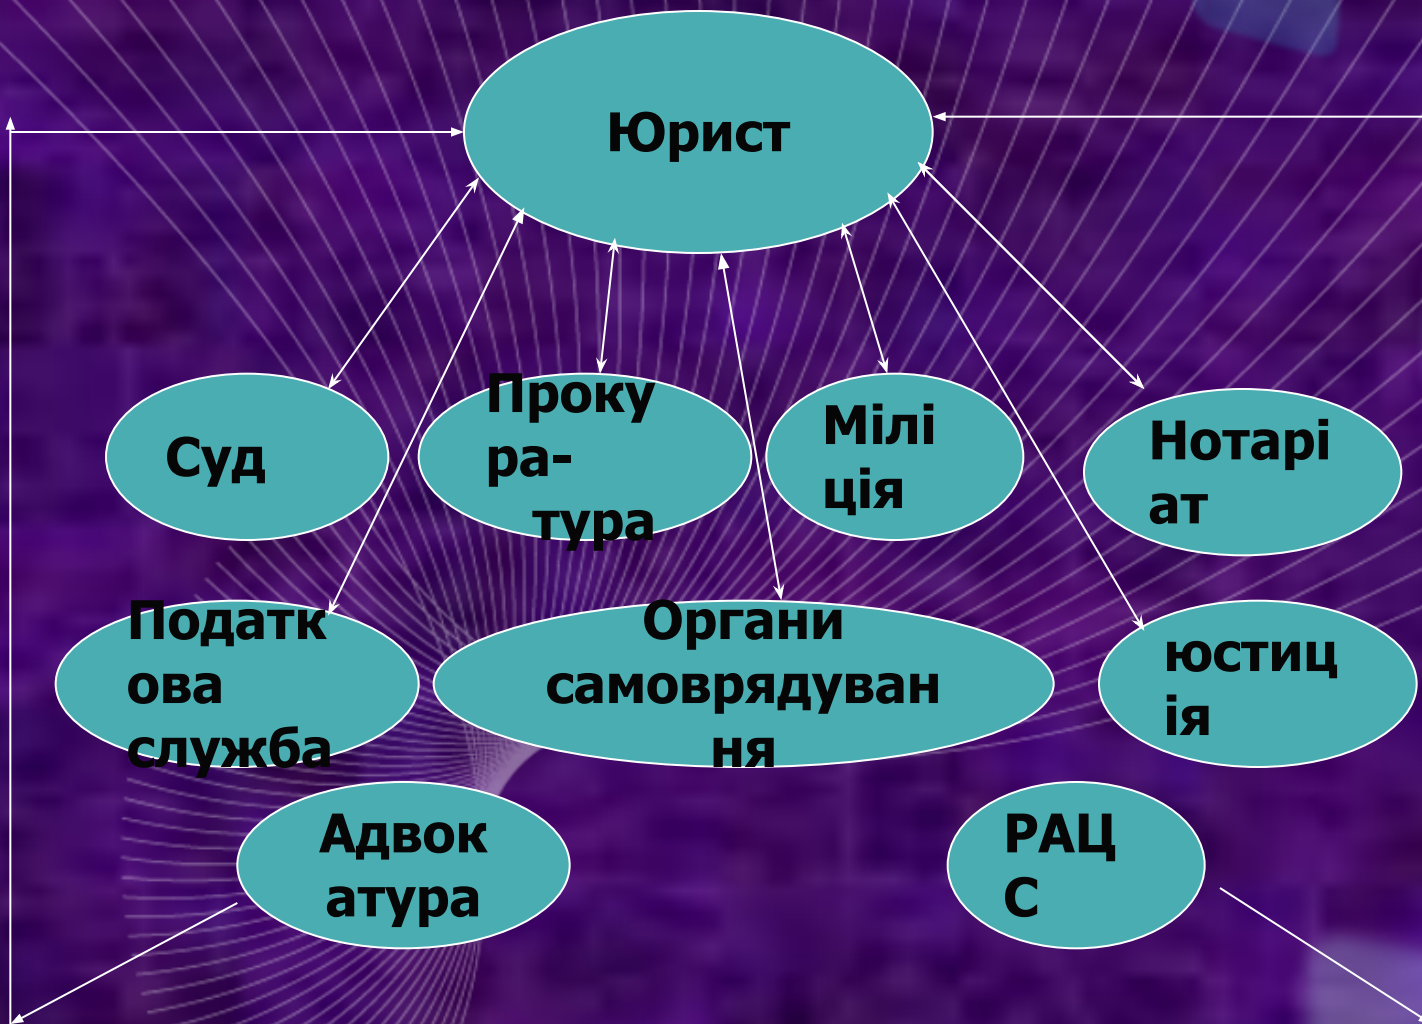 Юрист
Суд
Проку
ра-
тура
Мілі
ція
Нотарі
ат
Податк
ова
служба
Органи
самоврядуван
ня
юстиц
ія
Адвок
атура
РАЦ
С